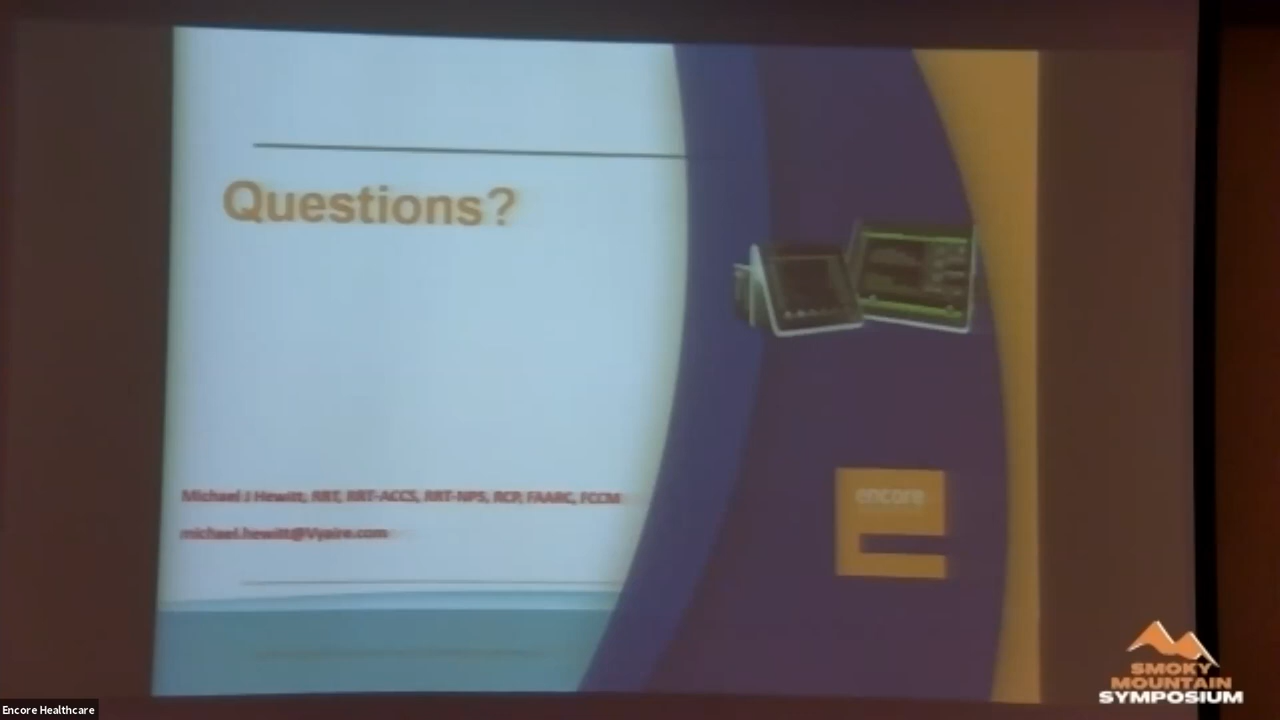 Questions?
Michael J Hewitt, RRT, RRT-ACCS, RRT-NPS, RCP, FAARC, FCCM
michael.hewitt@Vyaire.com
encore
SMOKY
MOUNTAIN
SYMPOSIUM
Encore Healthcare